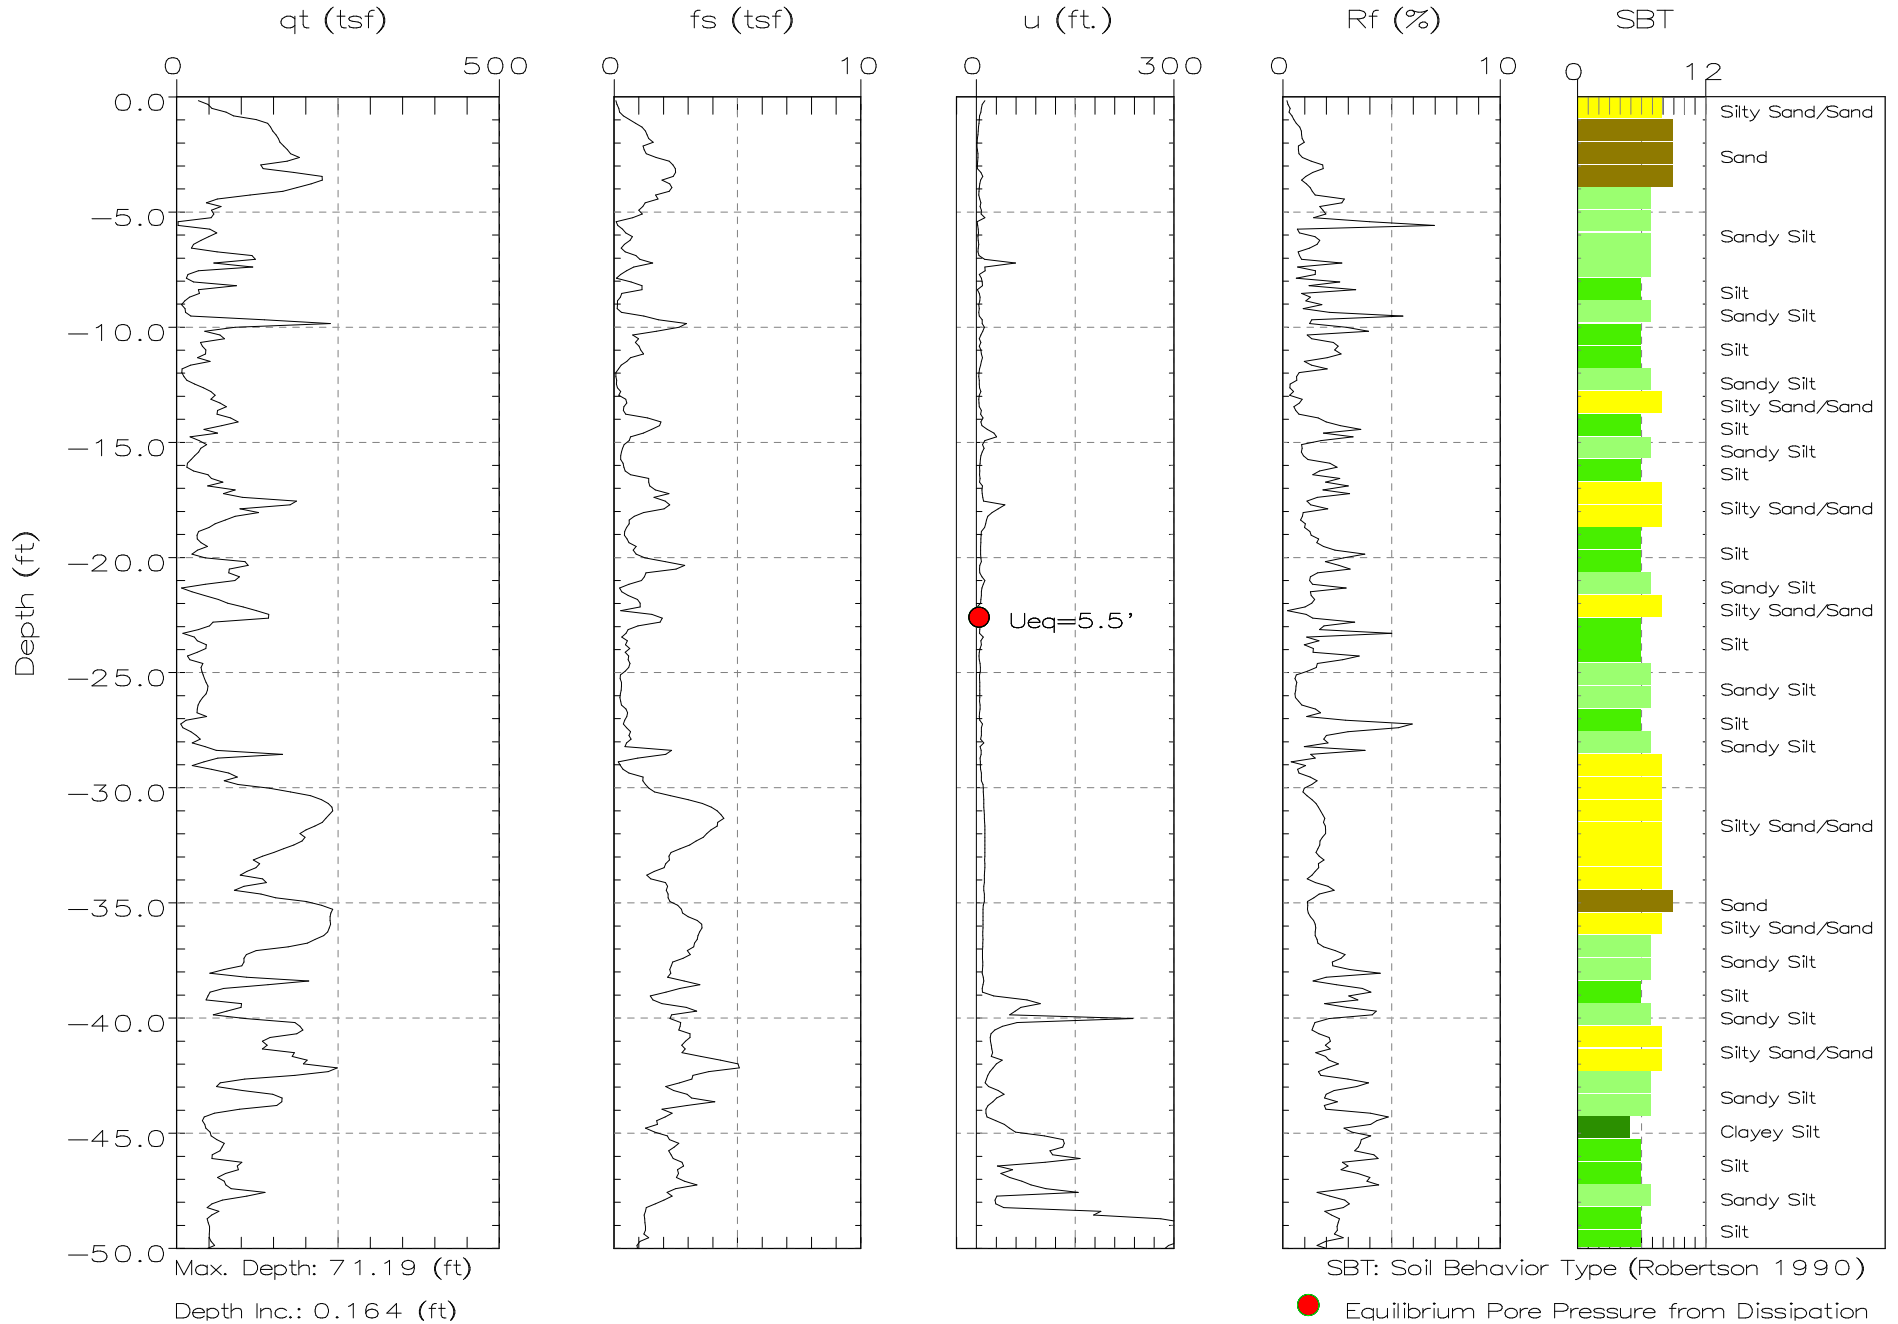 qt (tsf) fs (tsf) u (ft.) Rf (%) SBT
0 500 0 10 0 300 0 10 0 12
Depth (ft)
0.0
-5.0
-10.0
-15.0
-20.0
-25.0
-30.0
-35.0
-40.0
-45.0
-50.0
Ueq=5.5'
Silty Sand/Sand
Sand
Sandy Silt
Silt
Sandy Silt
Silt
Sandy Silt
Silty Sand/Sand
Silt
Sandy Silt
Silt
Silty Sand/Sand
Silt
Sandy Silt
Silty Sand/Sand
Silt
Sandy Silt
Silt
Sandy Silt
Silty Sand/Sand
Sand
Silty Sand/Sand
Sandy Silt
Silt
Sandy Silt
Silty Sand/Sand
Sandy Silt
Clayey Silt
Silt
Sandy Silt
Silt
Max. Depth: 71.19 (ft)
Depth Inc.: 0.164 (ft)
SBT: Soil Behavior Type (Robertson 1990)
Equilibrium Pore Pressure from Dissipation